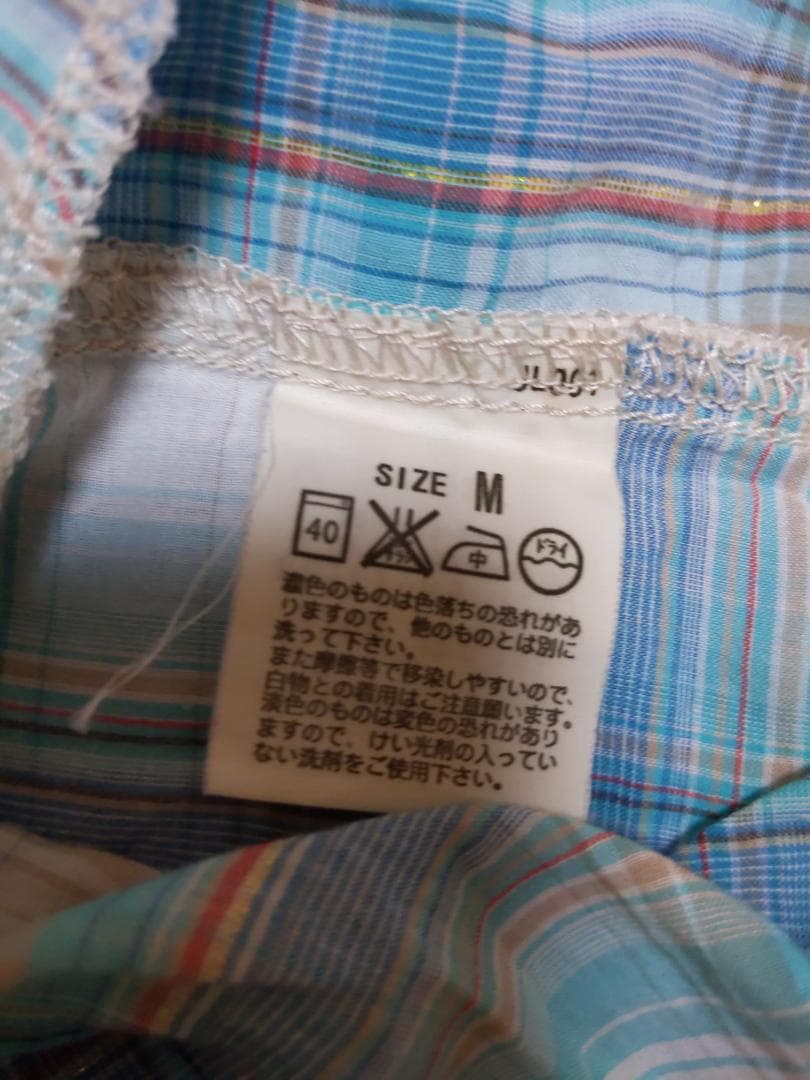 SIZE M
40 中 ドライ
濃色のものは色落ちの恐れがあ
りますので、他のものとは別に
洗って下さい。
また摩擦等で移染しやすいので、
白物との着用はご注意願います。
淡色のものは変色の恐れがあり
ますので、けい光剤の入ってい
ない洗剤をご使用下さい。